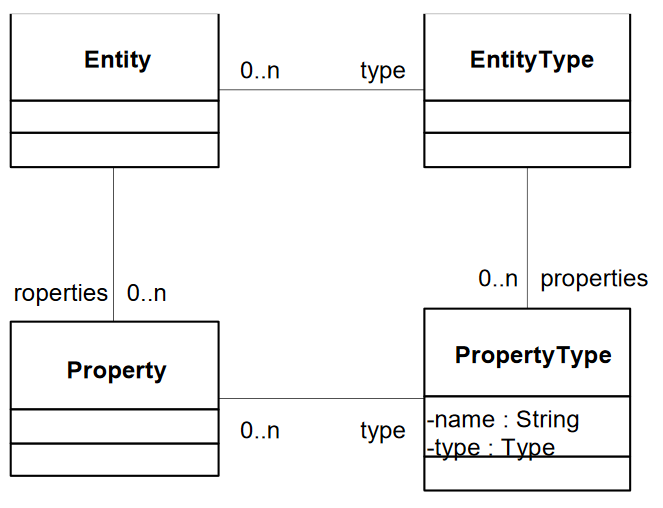 Entity
EntityType
0..n
type
0..n
properties
roperties
0..n
Property
PropertyType
-name : String
-type : Type
0..n
type